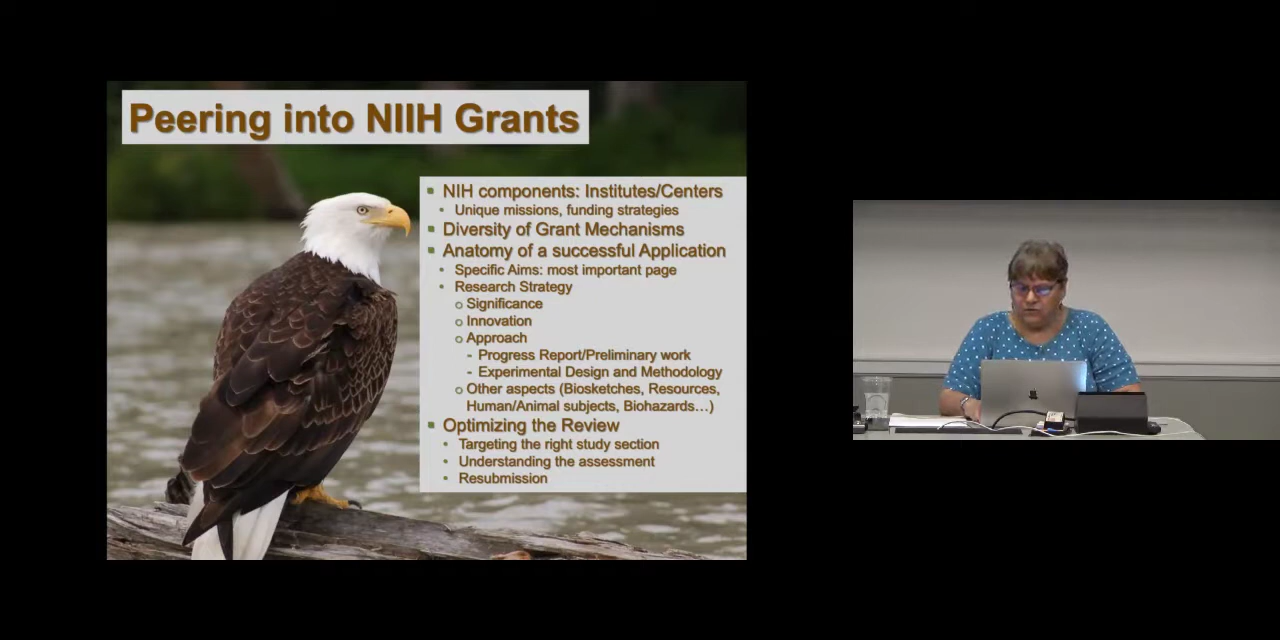 Peering into NIIH Grants
NIH components: Institutes/Centers
Unique missions, funding strategies
Diversity of Grant Mechanisms
Anatomy of a successful Application
Specific Aims: most important page
Research Strategy
Significance
Innovation
Approach
- Progress Report/Preliminary work
- Experimental Design and Methodology
Other aspects (Biosketches, Resources,
Human/Animal subjects, Biohazards…)
Optimizing the Review
Targeting the right study section
Understanding the assessment
Resubmission